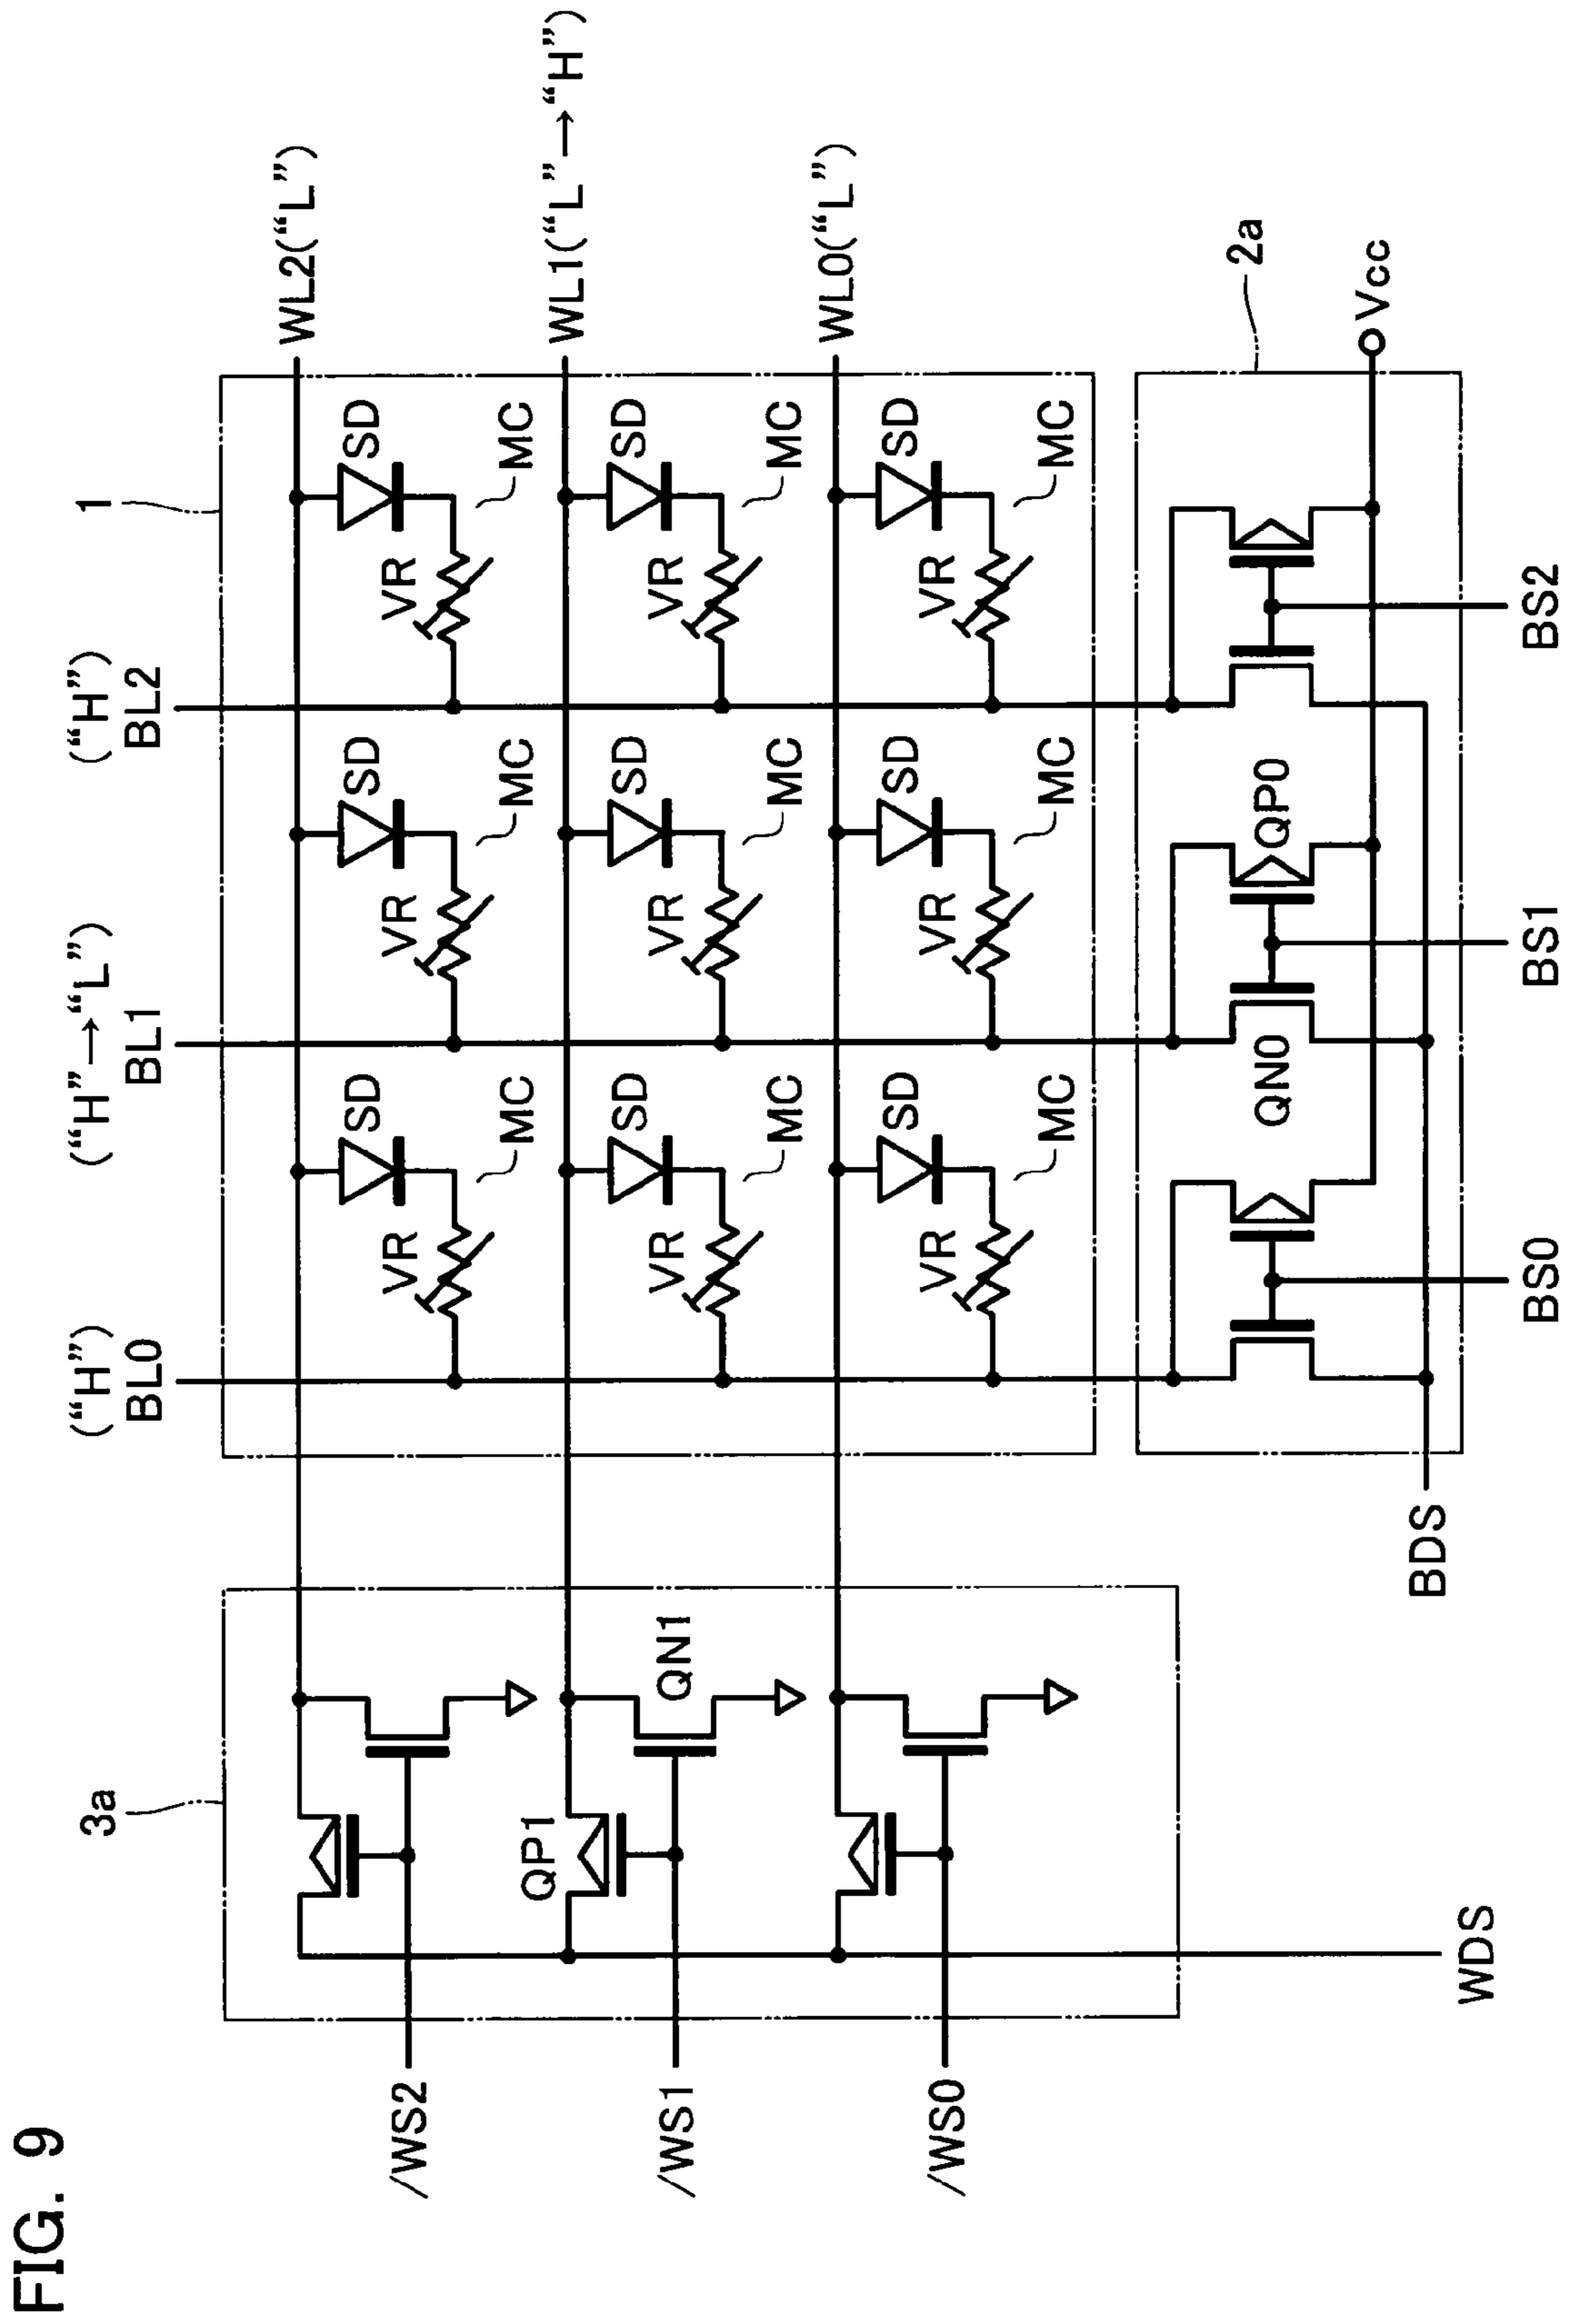 FIG. 9
1
("H")
BL0
("H"→"L")
BL1
("H")
BL2
3a
WL2("L")
SD SD SD
VR VR VR
MC MC MC
/WS2
WL1("L"→"H")
QP1
QN1
SD SD SD
VR VR VR
MC MC MC
/WS1
WL0("L")
SD SD SD
VR VR VR
MC MC MC
/WS0
2a
QN0
QP0
Vcc
BDS
WDS
BS0
BS1
BS2